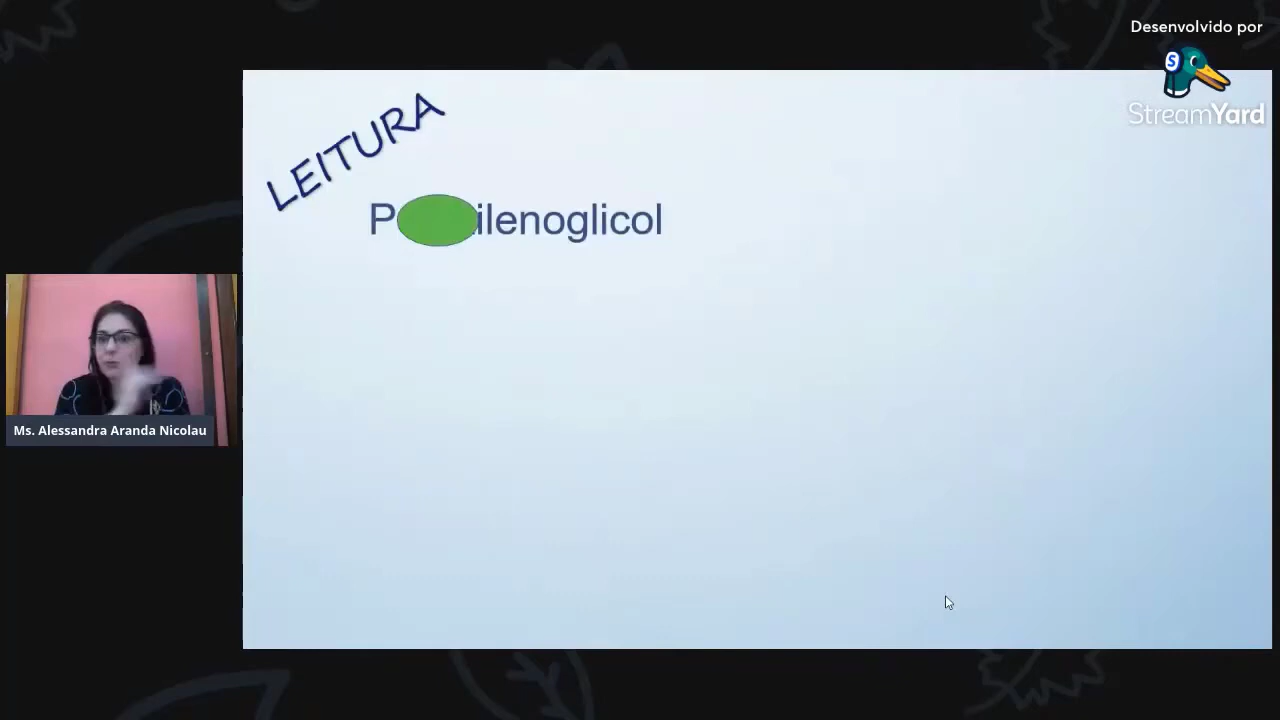 Desenvolvido por
StreamYard
LEITURA
P ilenoglicol
Ms. Alessandra Aranda Nicolau